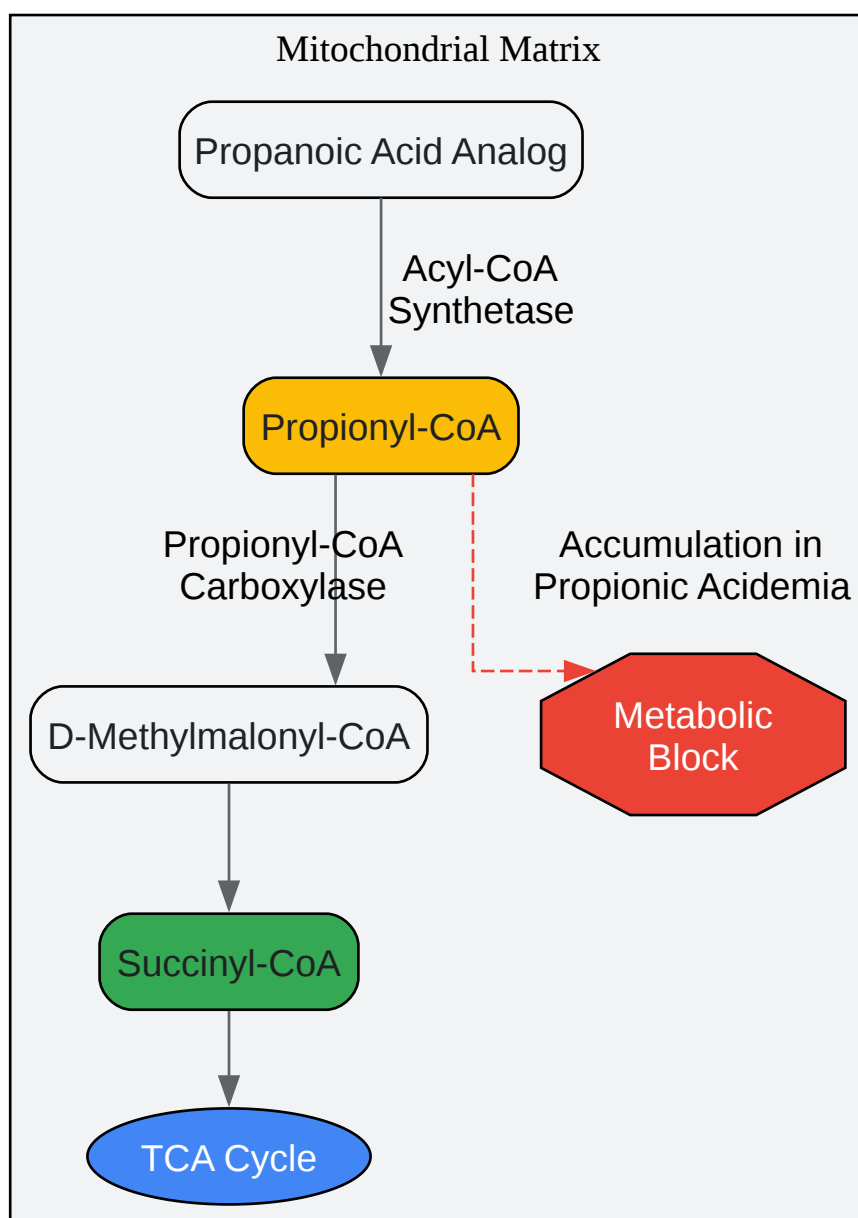 Mitochondrial Matrix
Propanoic Acid Analog
Acyl-CoA
Synthetase
Propionyl-CoA
Propionyl-CoA
Carboxylase
Accumulation in
Propionic Acidemia
D-Methylmalonyl-CoA
Metabolic
Block
Succinyl-CoA
TCA Cycle